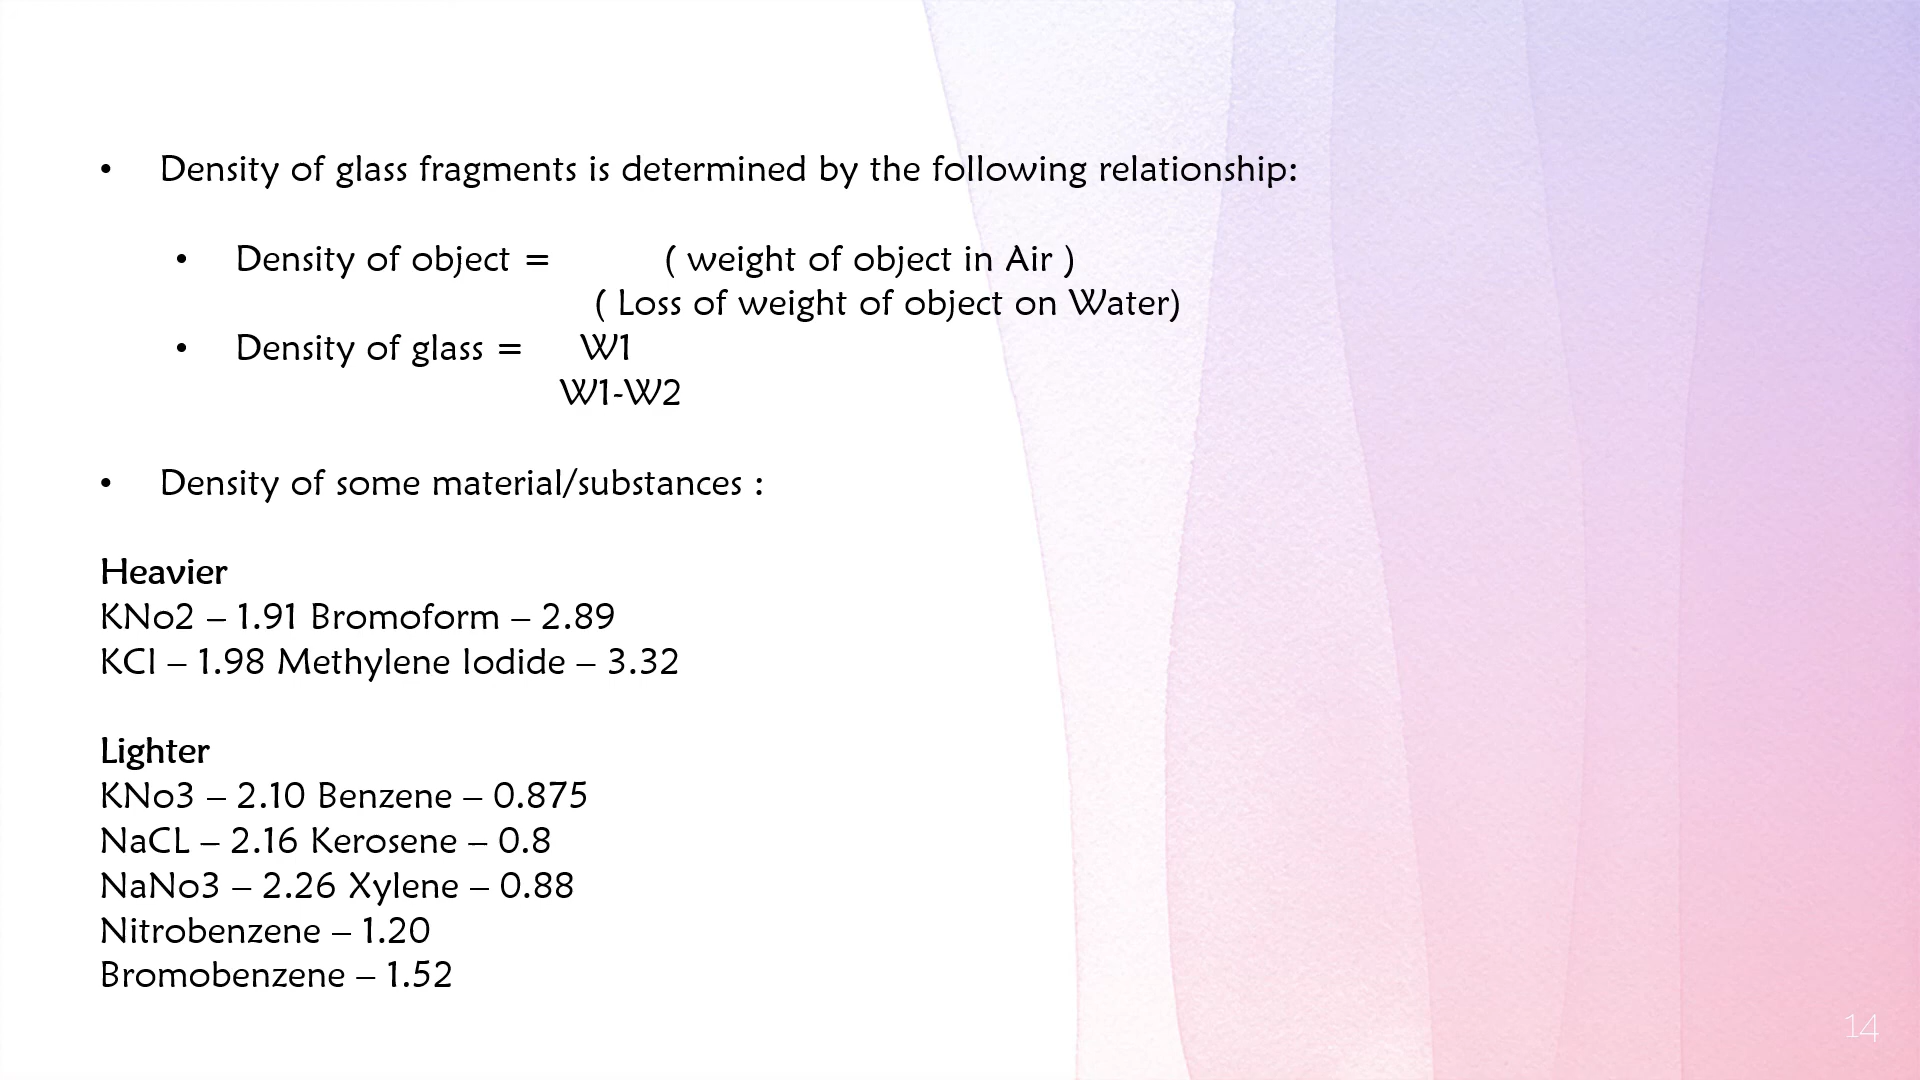 • Density of glass fragments is determined by the following relationship:
• Density of object = ( weight of object in Air )
( Loss of weight of object on Water)
• Density of glass = W1
W1-W2
• Density of some material/substances :
Heavier
KNo2 – 1.91 Bromoform – 2.89
KCl – 1.98 Methylene Iodide – 3.32
Lighter
KNo3 – 2.10 Benzene – 0.875
NaCL – 2.16 Kerosene – 0.8
NaNo3 – 2.26 Xylene – 0.88
Nitrobenzene – 1.20
Bromobenzene – 1.52
14